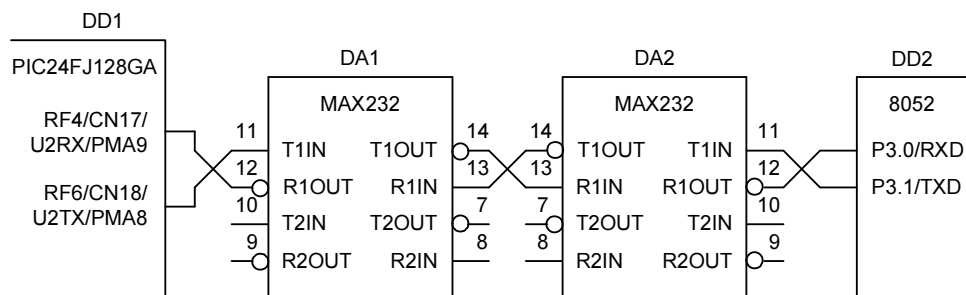 DD1
DA1
DA2
DD2
PIC24FJ128GA
MAX232
MAX232
8052
RF4/CN17/
U2RX/PMA9
RF6/CN18/
U2TX/PMA8
11
T1IN
T1OUT
14
14
T1OUT
T1IN
11
P3.0/RXD
12
R1OUT
R1IN
13
13
R1IN
R1OUT
12
P3.1/TXD
10
T2IN
T2OUT
7
7
T2OUT
T2IN
10
9
R2OUT
R2IN
8
8
R2IN
R2OUT
9